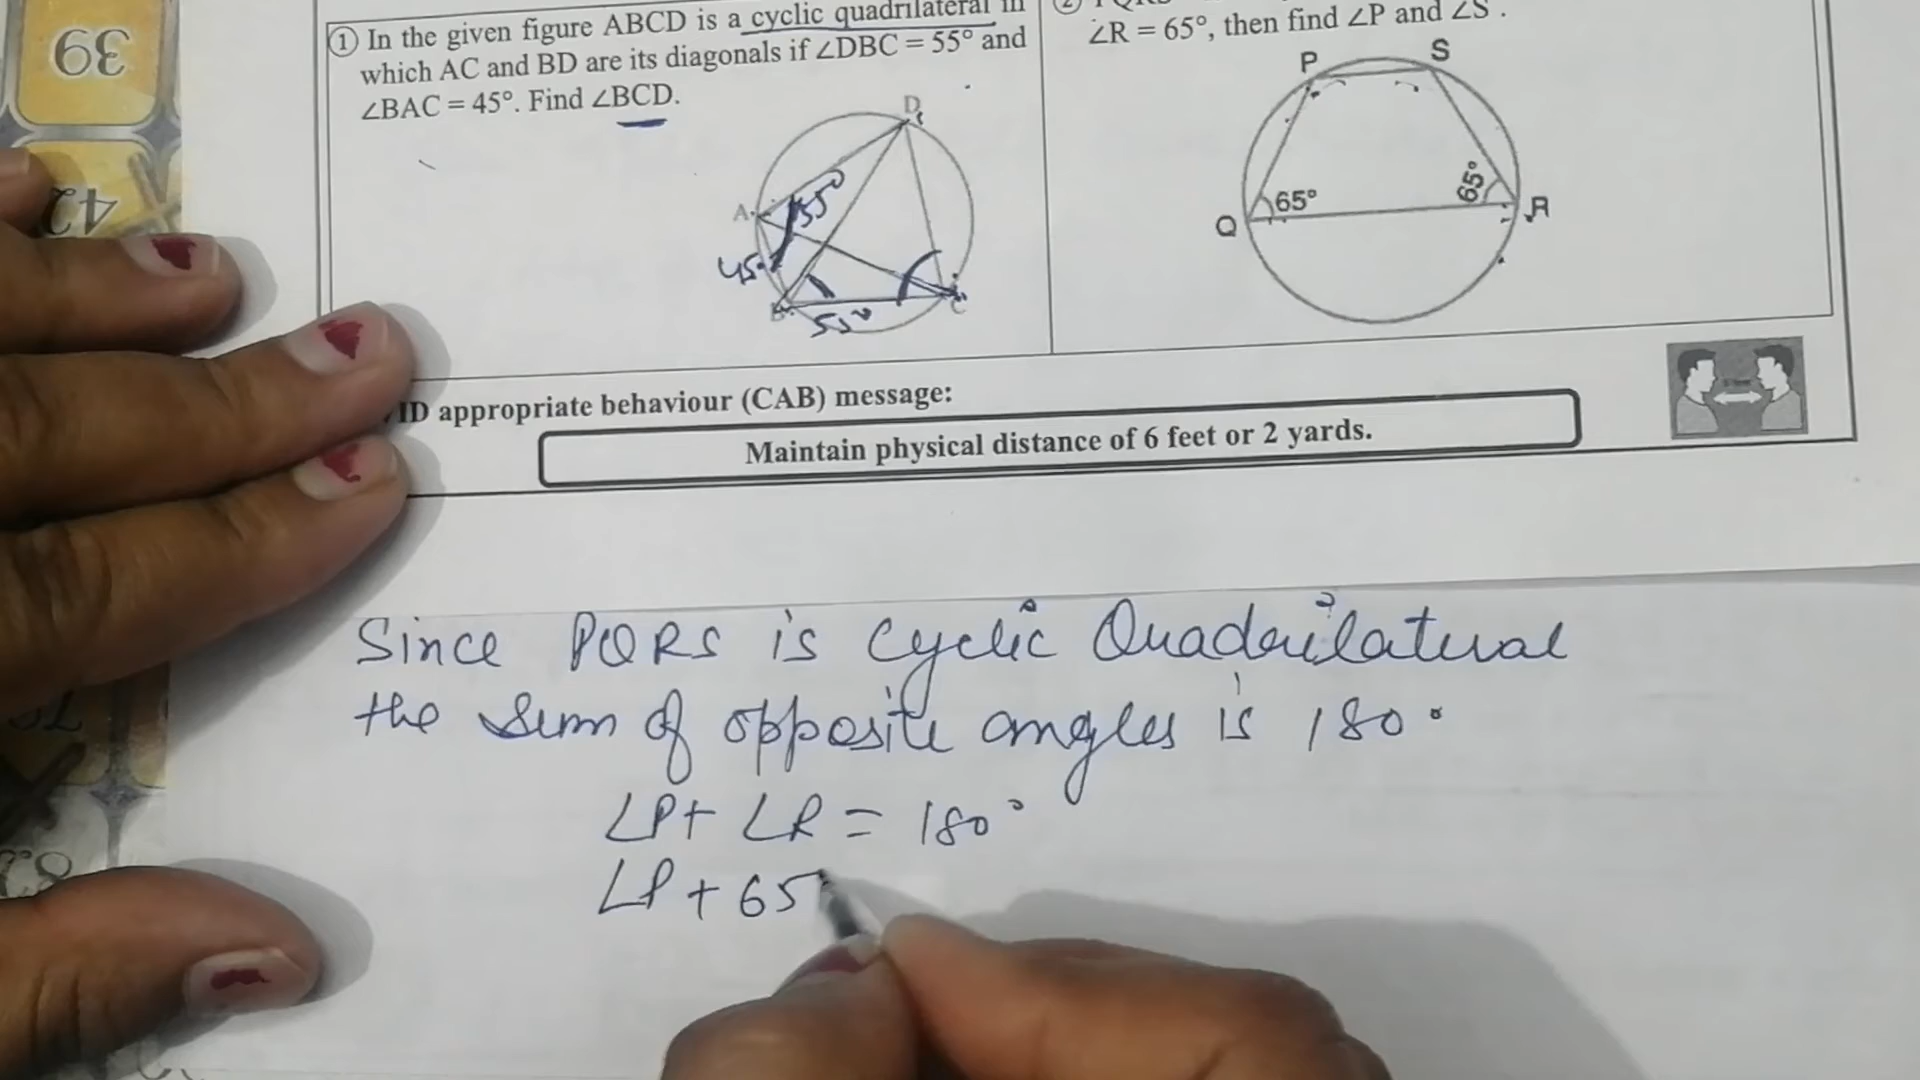 39
42
① In the given figure ABCD is a cyclic quadrilateral in
which AC and BD are its diagonals if ∠DBC = 55° and
∠BAC = 45°. Find ∠BCD.
D
A
55°
45°
B
C
55°
②
∠R = 65°, then find ∠P and ∠S .
P
S
Q
R
65°
65°
ID appropriate behaviour (CAB) message:
Maintain physical distance of 6 feet or 2 yards.
Since PQRS is Cyclic Quadrilateral
the Sum of opposite angles is 180°
∠P + ∠R = 180°
∠P + 65